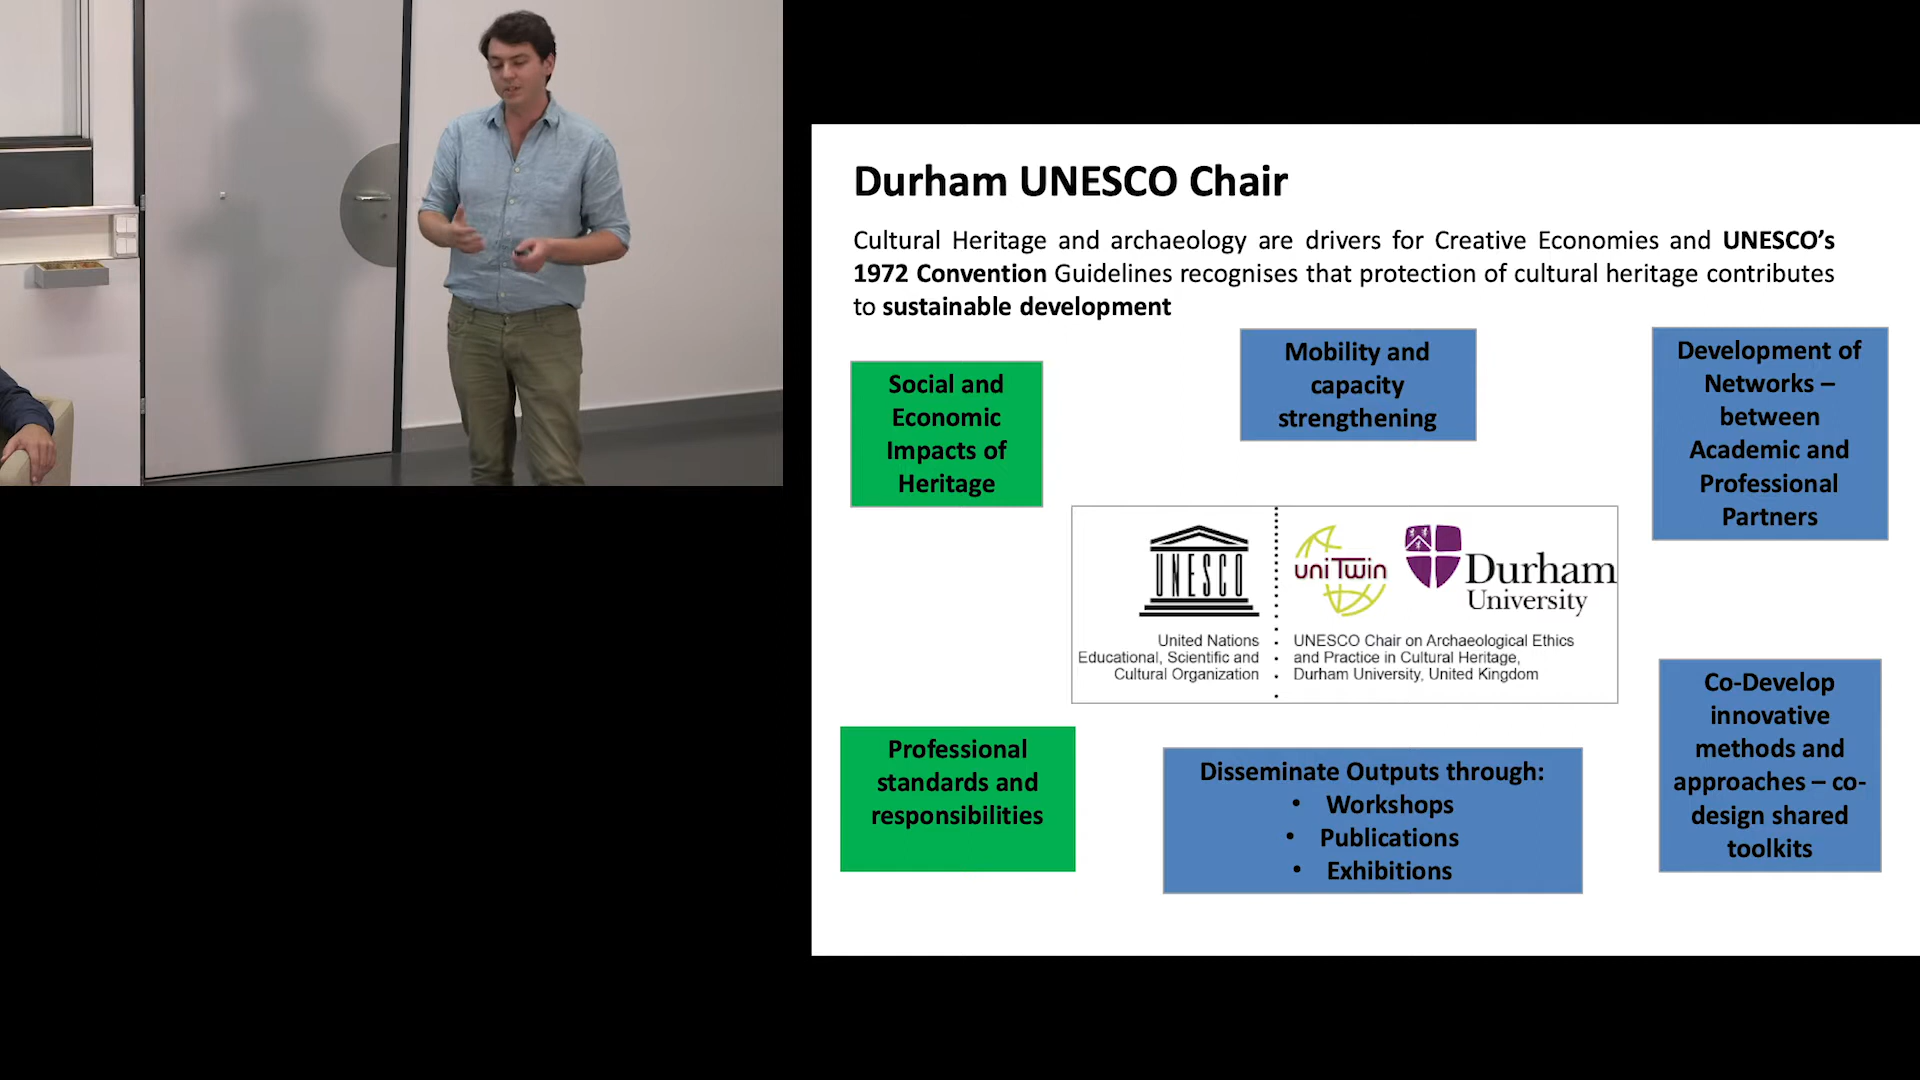 Durham UNESCO Chair
Cultural Heritage and archaeology are drivers for Creative Economies and UNESCO’s
1972 Convention Guidelines recognises that protection of cultural heritage contributes
to sustainable development
Social and
Economic
Impacts of
Heritage
Mobility and
capacity
strengthening
Development of
Networks –
between
Academic and
Professional
Partners
UNESCO
United Nations
Educational, Scientific and
Cultural Organization
uniTwin
Durham
University
UNESCO Chair on Archaeological Ethics
and Practice in Cultural Heritage,
Durham University, United Kingdom
Professional
standards and
responsibilities
Disseminate Outputs through:
• Workshops
• Publications
• Exhibitions
Co-Develop
innovative
methods and
approaches – co-
design shared
toolkits